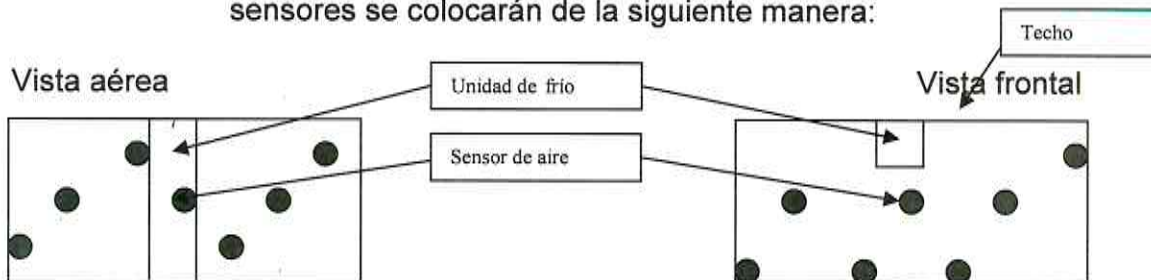 sensores se colocarán de la siguiente manera:
Techo
Vista aérea
Unidad de frío
Vista frontal
Sensor de aire